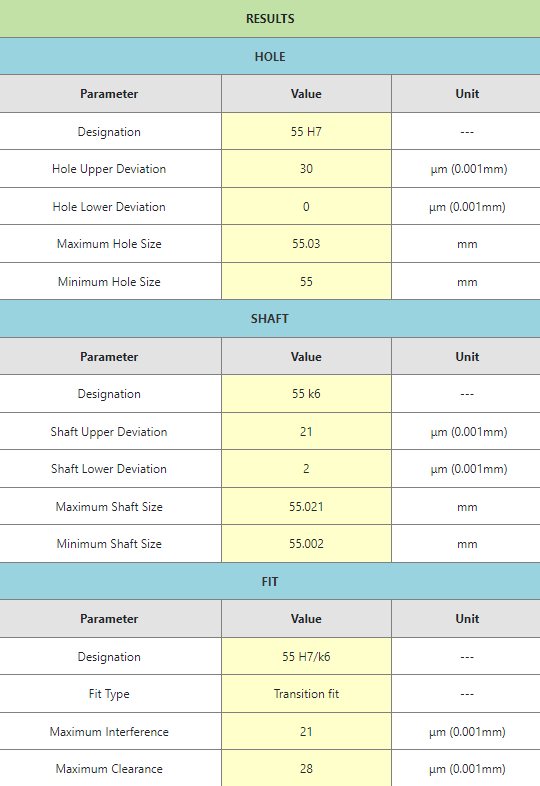 RESULTS
HOLE
Parameter Value Unit
Designation 55 H7 ---
Hole Upper Deviation 30 μm (0.001mm)
Hole Lower Deviation 0 μm (0.001mm)
Maximum Hole Size 55.03 mm
Minimum Hole Size 55 mm
SHAFT
Parameter Value Unit
Designation 55 k6 ---
Shaft Upper Deviation 21 μm (0.001mm)
Shaft Lower Deviation 2 μm (0.001mm)
Maximum Shaft Size 55.021 mm
Minimum Shaft Size 55.002 mm
FIT
Parameter Value Unit
Designation 55 H7/k6 ---
Fit Type Transition fit ---
Maximum Interference 21 μm (0.001mm)
Maximum Clearance 28 μm (0.001mm)